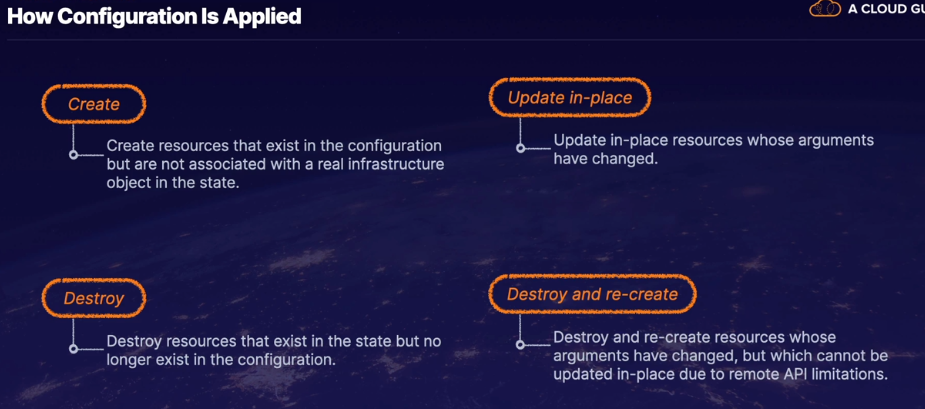 How Configuration Is Applied
A CLOUD GU
Create
Create resources that exist in the configuration
but are not associated with a real infrastructure
object in the state.
Update in-place
Update in-place resources whose arguments
have changed.
Destroy
Destroy resources that exist in the state but no
longer exist in the configuration.
Destroy and re-create
Destroy and re-create resources whose
arguments have changed, but which cannot be
updated in-place due to remote API limitations.